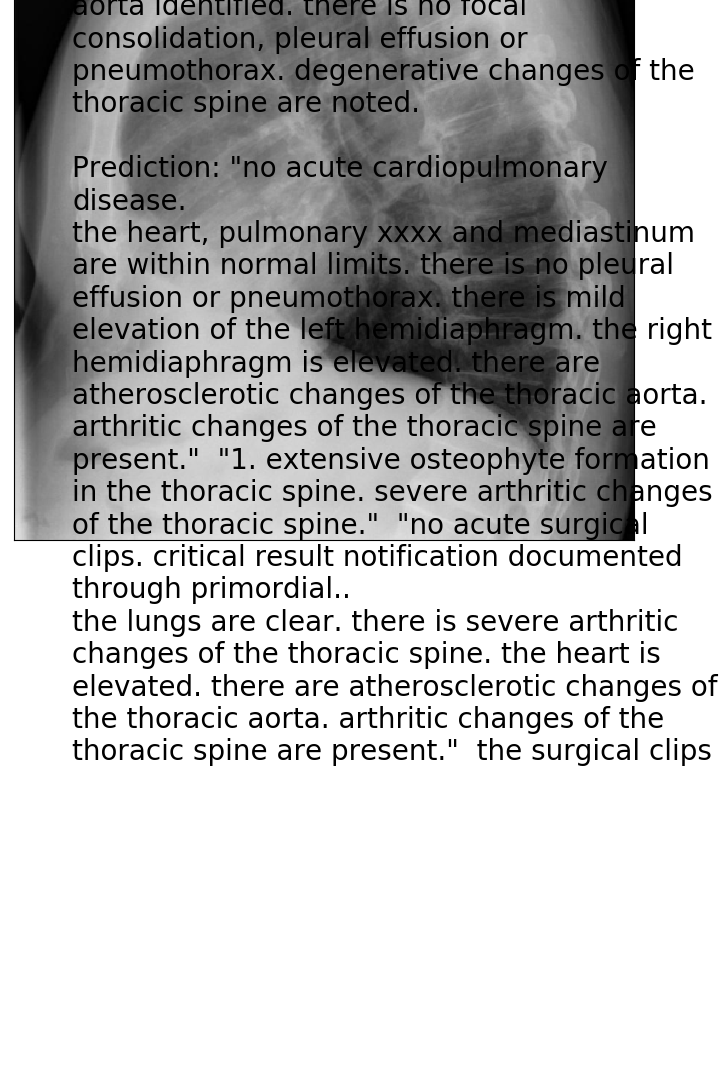 aorta identified. there is no focal
consolidation, pleural effusion or
pneumothorax. degenerative changes of the
thoracic spine are noted.
Prediction: "no acute cardiopulmonary
disease.
the heart, pulmonary xxxx and mediastinum
are within normal limits. there is no pleural
effusion or pneumothorax. there is mild
elevation of the left hemidiaphragm. the right
hemidiaphragm is elevated. there are
atherosclerotic changes of the thoracic aorta.
arthritic changes of the thoracic spine are
present."  "1. extensive osteophyte formation
in the thoracic spine. severe arthritic changes
of the thoracic spine."  "no acute surgical
clips. critical result notification documented
through primordial..
the lungs are clear. there is severe arthritic
changes of the thoracic spine. the heart is
elevated. there are atherosclerotic changes of
the thoracic aorta. arthritic changes of the
thoracic spine are present."  the surgical clips